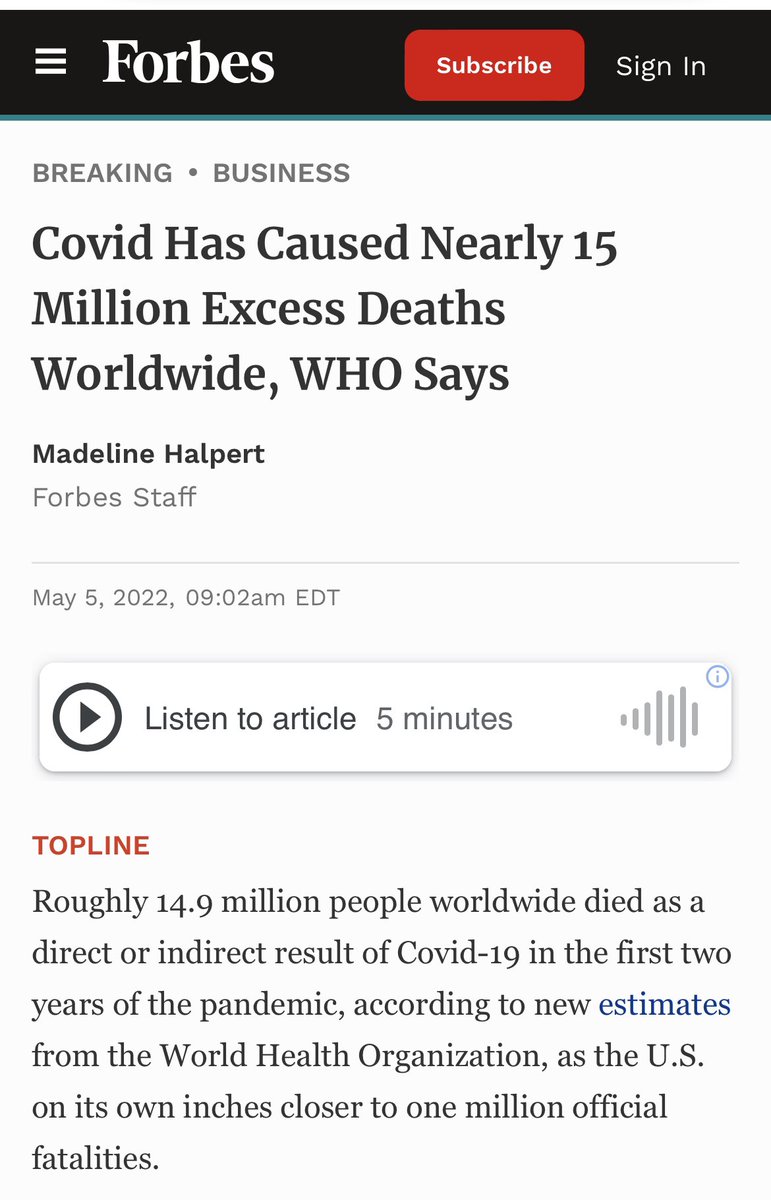 Forbes
Subscribe
Sign In
BREAKING • BUSINESS
Covid Has Caused Nearly 15
Million Excess Deaths
Worldwide, WHO Says
Madeline Halpert
Forbes Staff
May 5, 2022, 09:02am EDT
Listen to article 5 minutes
TOPLINE
Roughly 14.9 million people worldwide died as a
direct or indirect result of Covid-19 in the first two
years of the pandemic, according to new estimates
from the World Health Organization, as the U.S.
on its own inches closer to one million official
fatalities.